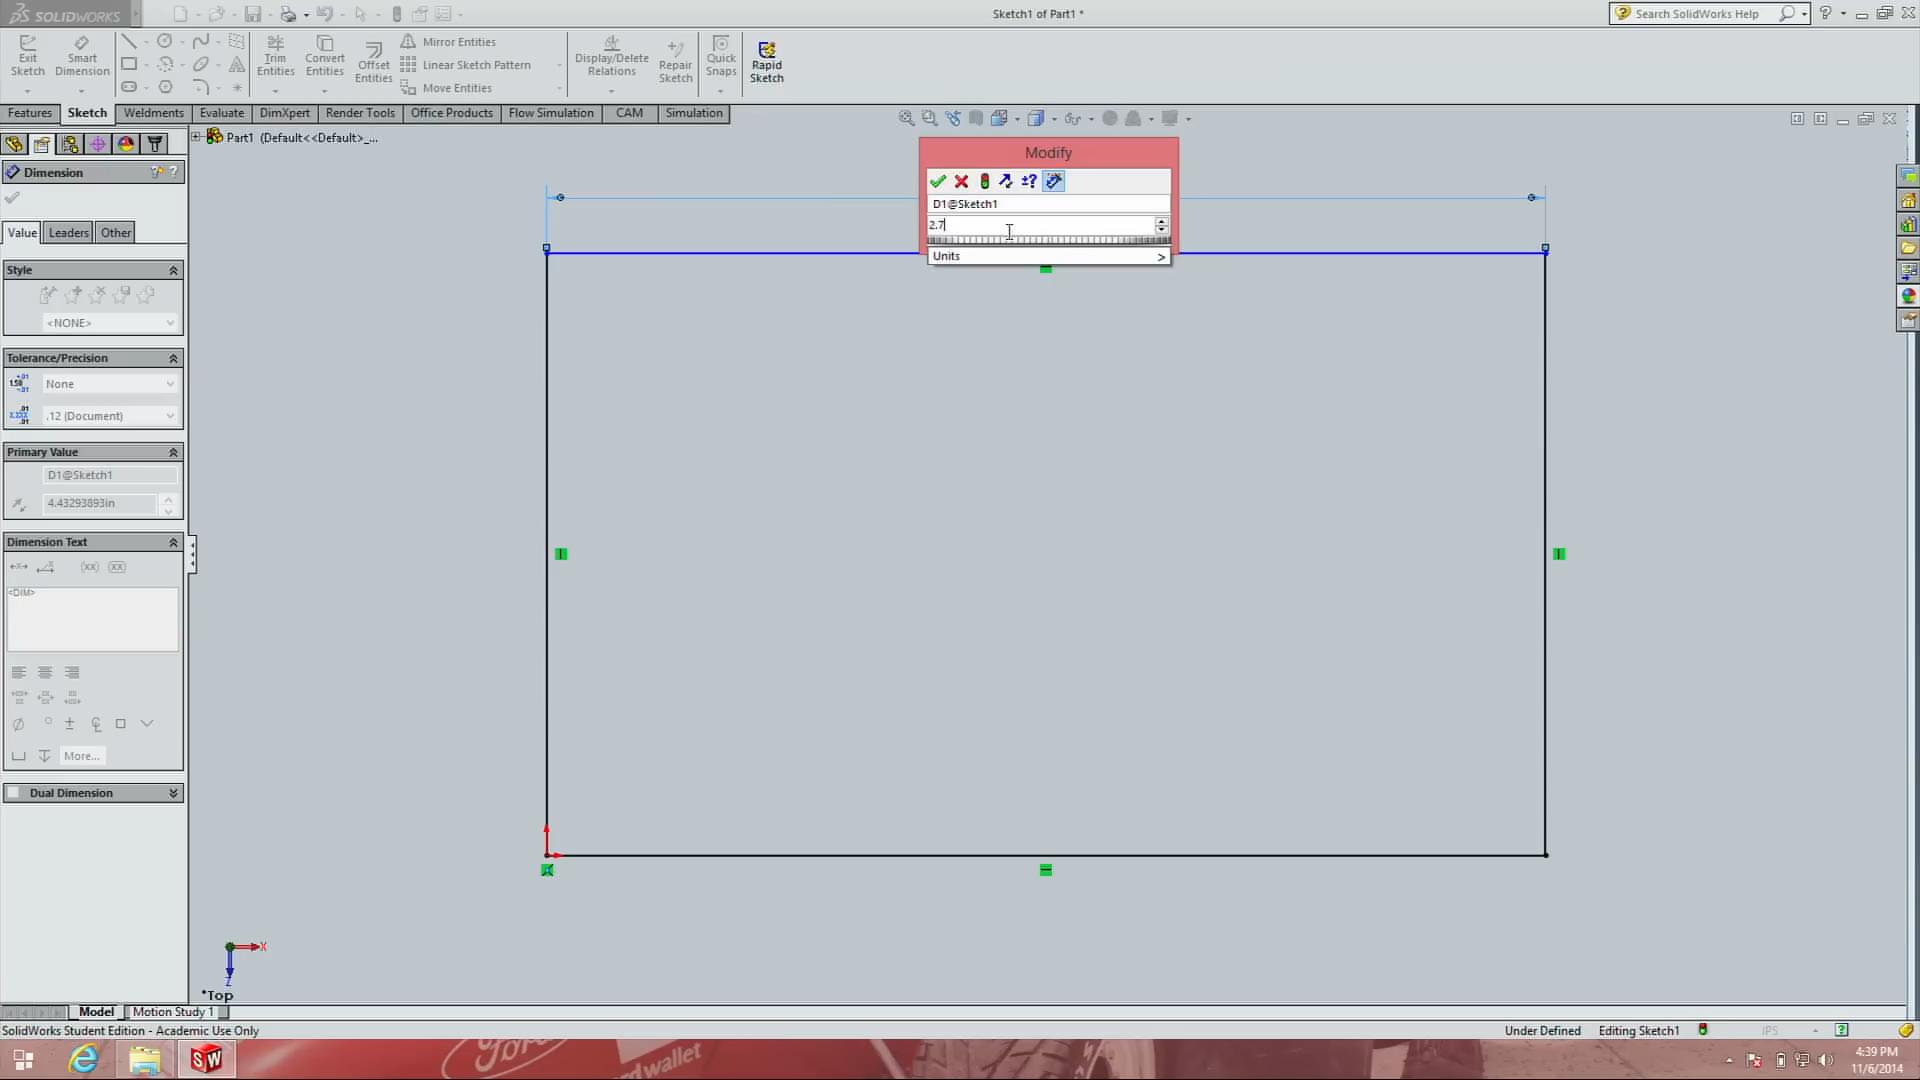 SOLIDWORKS
Sketch1 of Part1 *
Search SolidWorks Help
Exit Sketch
Smart Dimension
Trim Entities
Convert Entities
Offset Entities
Mirror Entities
Linear Sketch Pattern
Move Entities
Display/Delete Relations
Repair Sketch
Quick Snaps
Rapid Sketch
Features Sketch Weldments Evaluate DimXpert Render Tools Office Products Flow Simulation CAM Simulation
Part1 (Default<<Default>_...
Dimension
Value Leaders Other
Style
<NONE>
Tolerance/Precision
None
.12 (Document)
Primary Value
D1@Sketch1
4.43293893in
Dimension Text
<DIM>
More...
Dual Dimension
Modify
D1@Sketch1
2.7
Units >
X
Z
*Top
Model Motion Study 1
SolidWorks Student Edition - Academic Use Only
Under Defined Editing Sketch1 IPS
Ford
rdwallet
SW
4:39 PM
11/6/2014